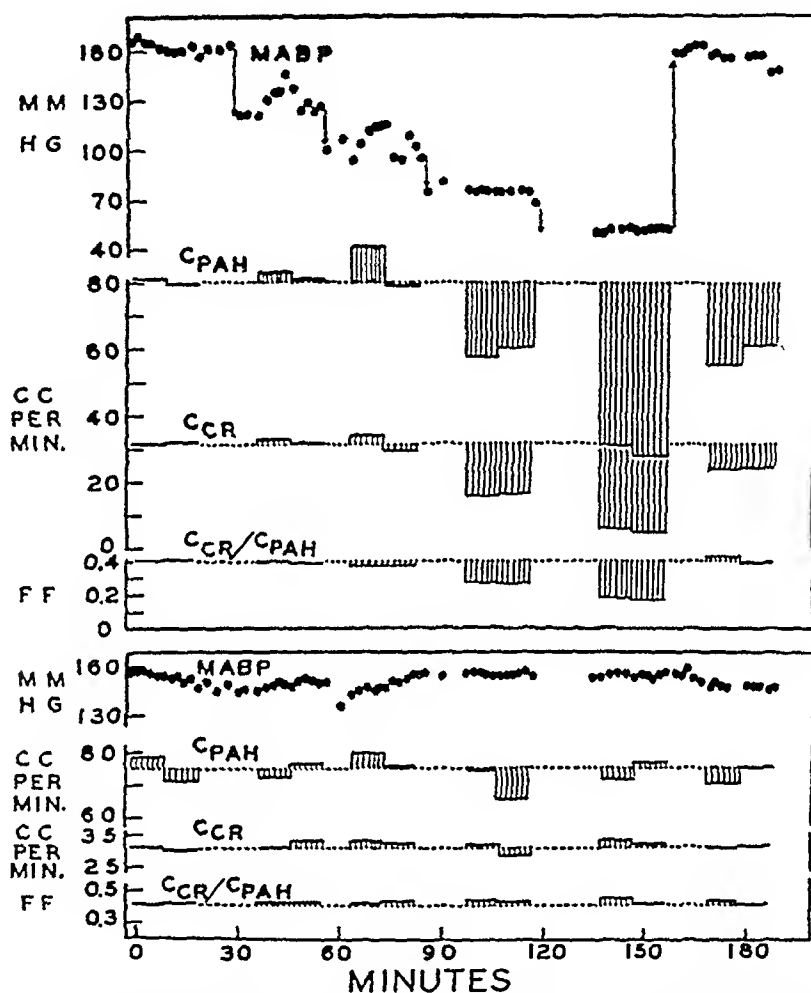 160
MABP
MM
130
HG
100
70
40
CPAH
80
60
CC
PER
MIN.
40
CCR
20
0
CCR/CPAH
0.4
FF
0.2
0
MM
HG
160
MABP
130
CC
PER
MIN.
80
CPAH
60
CC
PER
MIN.
35
CCR
25
FF
0.5
CCR/CPAH
0.3
0 30 60 90 120 150 180
MINUTES